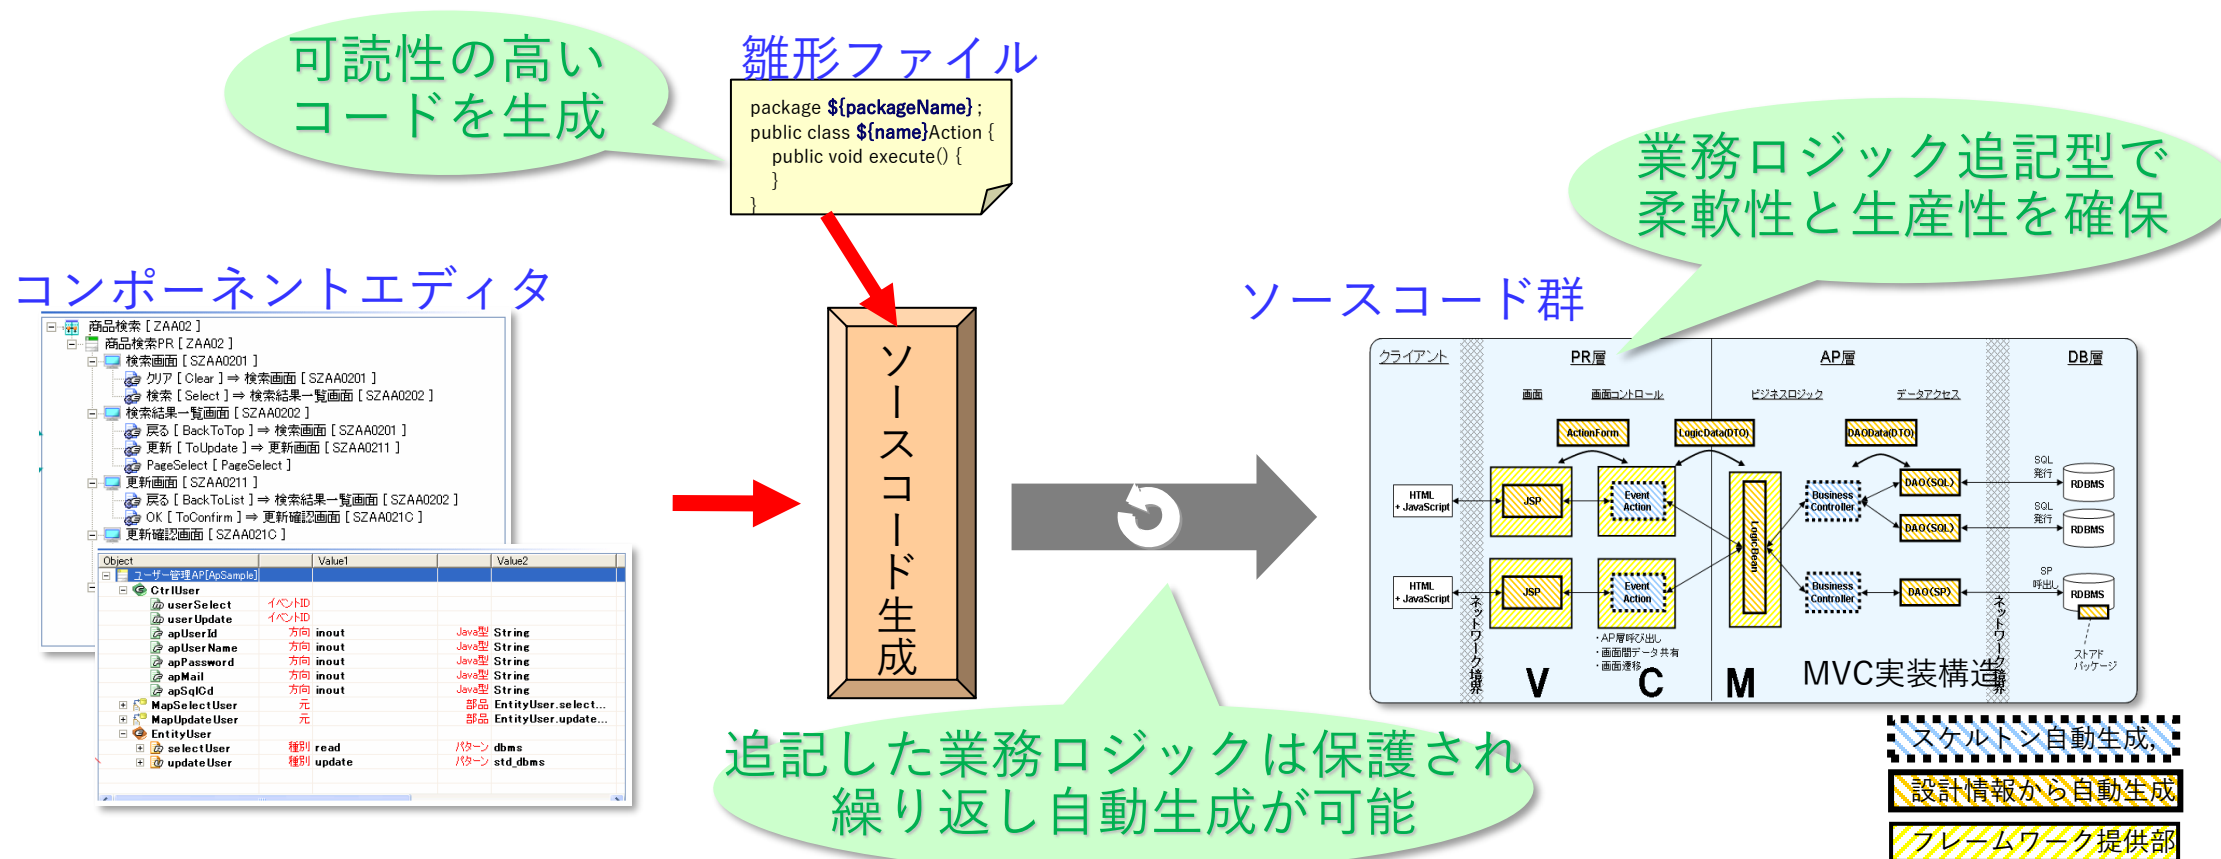 可読性の高い
コードを生成
雛形ファイル
package ${packageName} ;
public class ${name}Action {
public void execute() {
}
}
業務ロジック追記型で
柔軟性と生産性を確保
コンポーネントエディタ
商品検索 [ ZAA02 ]
商品検索PR [ ZAA02 ]
検索画面 [ SZAA0201 ]
クリア [ Clear ] ⇒ 検索画面 [ SZAA0201 ]
検索 [ Select ] ⇒ 検索結果一覧画面 [ SZAA0202 ]
検索結果一覧画面 [ SZAA0202 ]
戻る [ BackToTop ] ⇒ 検索画面 [ SZAA0201 ]
更新 [ ToUpdate ] ⇒ 更新画面 [ SZAA0211 ]
PageSelect [ PageSelect ]
更新画面 [ SZAA0211 ]
戻る [ BackToList ] ⇒ 検索結果一覧画面 [ SZAA0202 ]
OK [ ToConfirm ] ⇒ 更新確認画面 [ SZAA021C ]
更新確認画面 [ SZAA021C ]
Object Value1 Value2
ユーザー管理AP[ApSample]
CtrlUser
userSelect イベントID
userUpdate イベントID
apUserId 方向 inout Java型 String
apUserName 方向 inout Java型 String
apPassword 方向 inout Java型 String
apMail 方向 inout Java型 String
apSqlCd 方向 inout Java型 String
MapSelectUser 元 部品 EntityUser.select...
MapUpdateUser 元 部品 EntityUser.update...
EntityUser
selectUser 種別 read パターン dbms
updateUser 種別 update パターン std_dbms
ソースコード生成
追記した業務ロジックは保護され
繰り返し自動生成が可能
ソースコード群
クライアント PR層 AP層 DB層
画面 画面コントロール ビジネスロジック データアクセス
ActionForm LogicData(DTO) DAOData(DTO)
HTML
+ JavaScript
JSP
Event
Action
LogicBean
Business
Controller
DAO(SQL)
SQL
発行
RDBMS
DAO(SQL)
SQL
発行
RDBMS
HTML
+ JavaScript
JSP
Event
Action
Business
Controller
DAO(SP)
SP
呼出し
RDBMS
ネットワーク境界
ネットワーク境界
・AP層呼び出し
・画面間データ共有
・画面遷移
ストアド
パッケージ
V C M MVC実装構造
スケルトン自動生成,
設計情報から自動生成
フレームワーク提供部